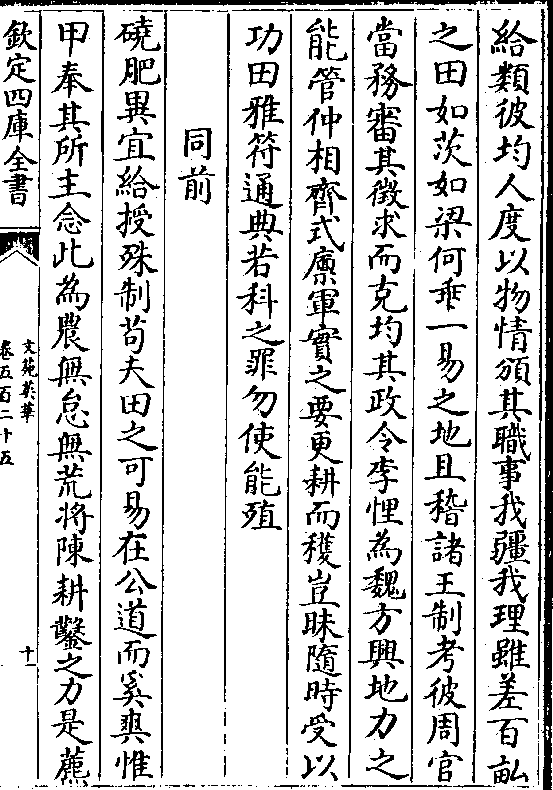 給類彼均人度以物情頒其職事我疆我理雖差百畝
之田如茨如梁何乖一易之地且稽諸王制考彼周官
當務審其徵求而克均其政令李悝為魏方興地力之
能管仲相齊式廪軍實之要更耕而穫豈昧隨時受以
功田雅符通典若科之罪勿使能殖
同前
磽肥異宜給授殊制苟夫田之可易在公道而奚爽惟
甲奉其所主念此為農無怠無荒將陳耕鑿之力是藨
欽定四庫全書
文苑英華
卷五百二十五
十一